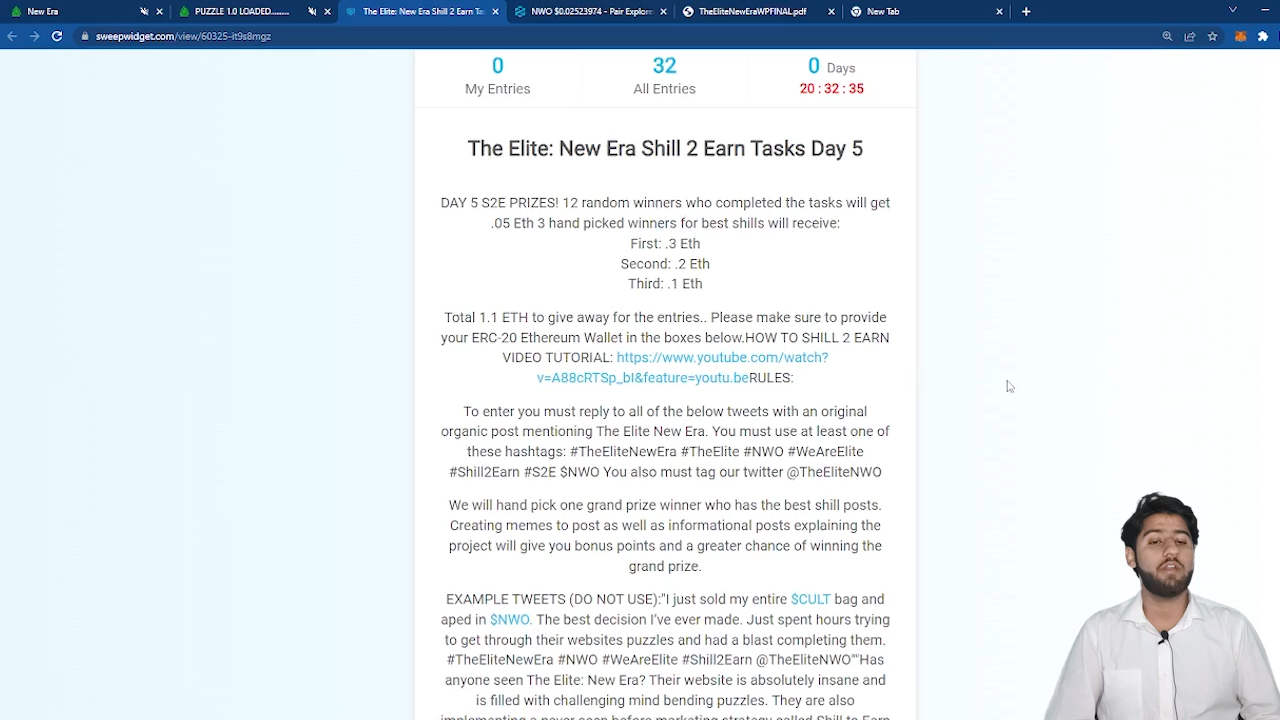 New Era
PUZZLE 1.0 LOADED........
The Elite: New Era Shill 2 Earn Ta
NWO $0.02523974 - Pair Explore
TheEliteNewEraWPFINAL.pdf
New Tab
sweepwidget.com/view/60325-it9s8mgz
0
32
0 Days
My Entries
All Entries
20 : 32 : 35
The Elite: New Era Shill 2 Earn Tasks Day 5
DAY 5 S2E PRIZES! 12 random winners who completed the tasks will get
.05 Eth 3 hand picked winners for best shills will receive:
First: .3 Eth
Second: .2 Eth
Third: .1 Eth
Total 1.1 ETH to give away for the entries.. Please make sure to provide
your ERC-20 Ethereum Wallet in the boxes below.HOW TO SHILL 2 EARN
VIDEO TUTORIAL: https://www.youtube.com/watch?
v=A88cRTSp_bI&feature=youtu.beRULES:
To enter you must reply to all of the below tweets with an original
organic post mentioning The Elite New Era. You must use at least one of
these hashtags: #TheEliteNewEra #TheElite #NWO #WeAreElite
#Shill2Earn #S2E $NWO You also must tag our twitter @TheEliteNWO
We will hand pick one grand prize winner who has the best shill posts.
Creating memes to post as well as informational posts explaining the
project will give you bonus points and a greater chance of winning the
grand prize.
EXAMPLE TWEETS (DO NOT USE):"I just sold my entire $CULT bag and
aped in $NWO. The best decision I've ever made. Just spent hours trying
to get through their websites puzzles and had a blast completing them.
#TheEliteNewEra #NWO #WeAreElite #Shill2Earn @TheEliteNWO""Has
anyone seen The Elite: New Era? Their website is absolutely insane and
is filled with challenging mind bending puzzles. They are also
implementing a never seen before marketing strategy called Shill to Earn